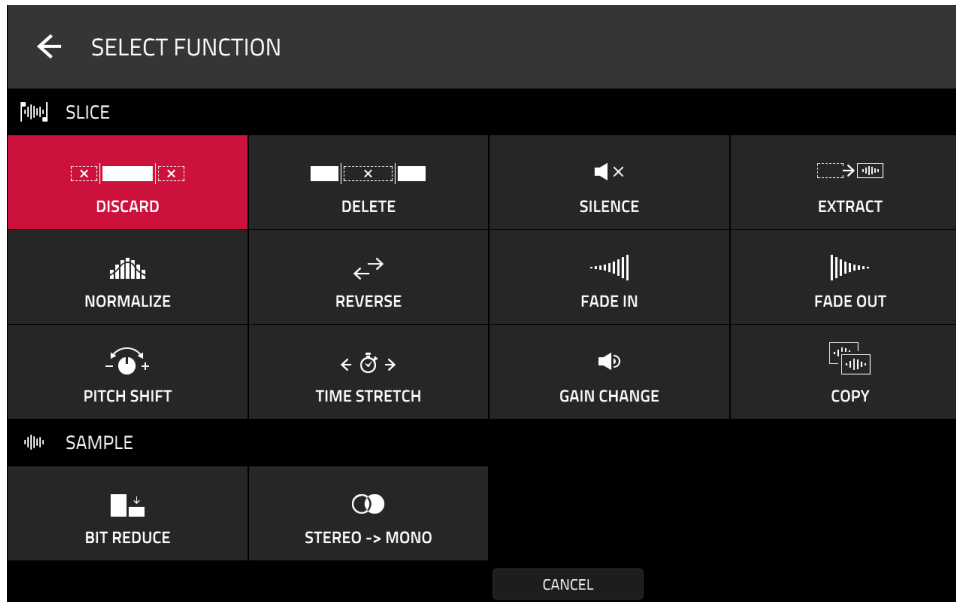 SELECT FUNCTION
SLICE
DISCARD
DELETE
SILENCE
EXTRACT
NORMALIZE
REVERSE
FADE IN
FADE OUT
PITCH SHIFT
TIME STRETCH
GAIN CHANGE
COPY
SAMPLE
BIT REDUCE
STEREO -> MONO
CANCEL